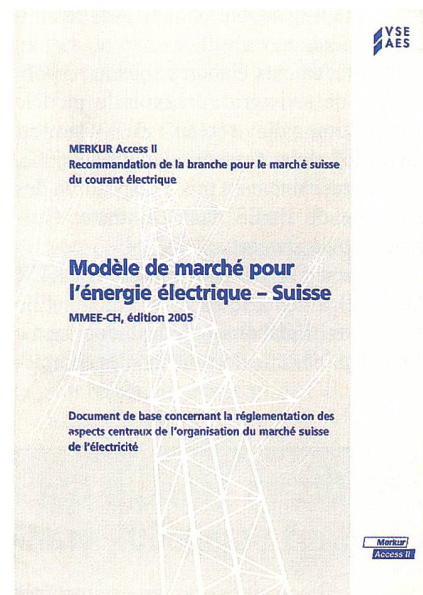 VSE
AES
MERKUR Access II
Recommandation de la branche pour le marché suisse
du courant électrique
Modèle de marché pour
l'énergie électrique – Suisse
MMEE-CH, édition 2005
Document de base concernant la réglementation des
aspects centraux de l'organisation du marché suisse
de l'électricité
Merkur
Access II